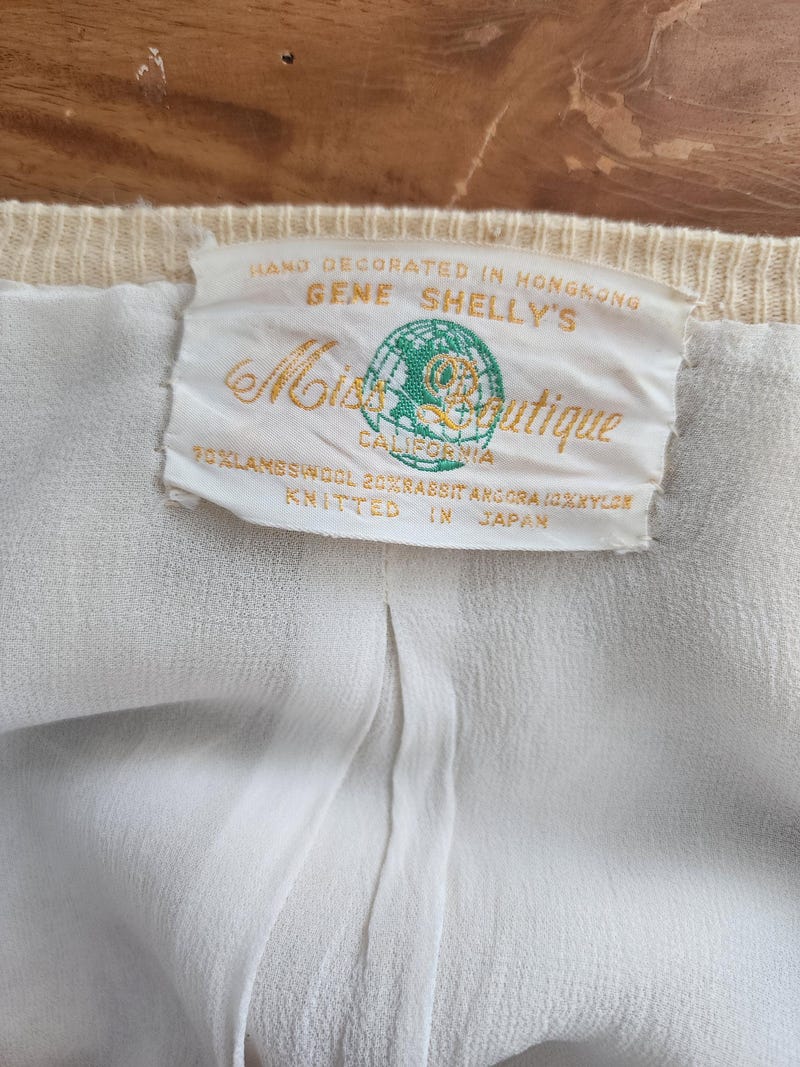 HAND DECORATED IN HONGKONG
GENE SHELLY'S
Miss Boutique
CALIFORNIA
70%LAMBSWOOL 20%RABBIT ANGORA 10%NYLON
KNITTED IN JAPAN